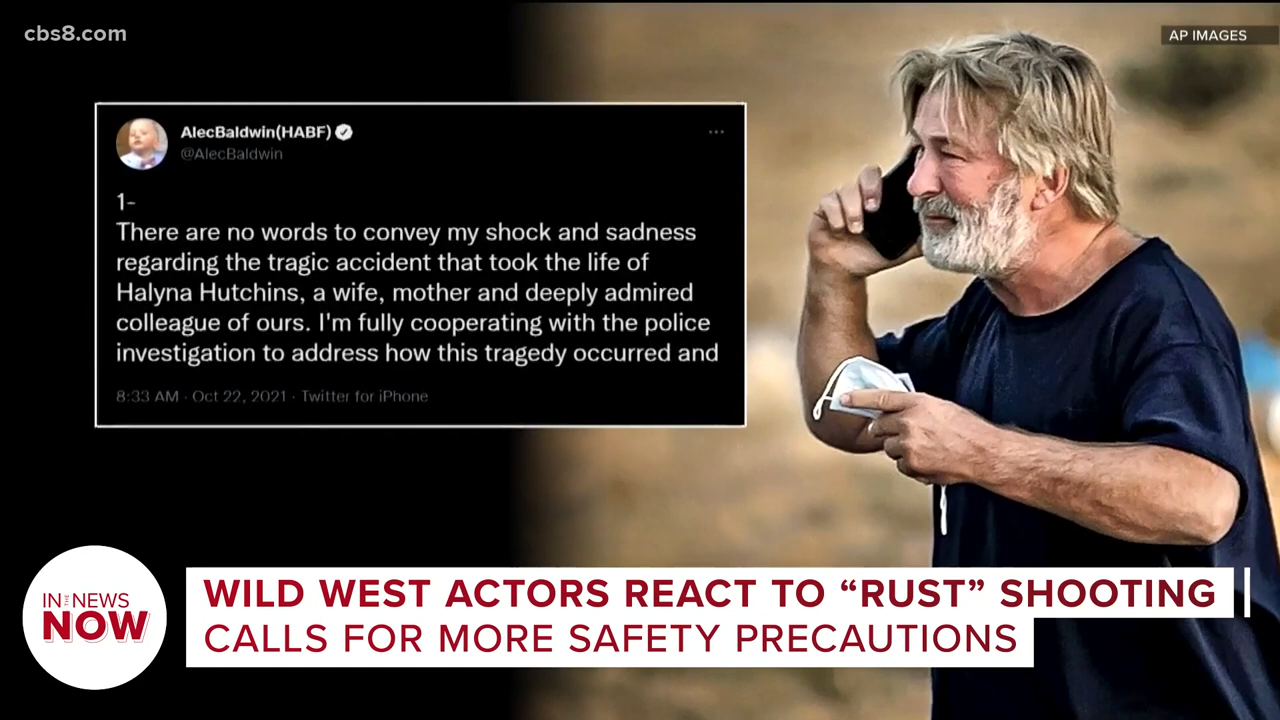 cbs8.com
AP IMAGES
AlecBaldwin(HABF)
@AlecBaldwin
1-
There are no words to convey my shock and sadness
regarding the tragic accident that took the life of
Halyna Hutchins, a wife, mother and deeply admired
colleague of ours. I'm fully cooperating with the police
investigation to address how this tragedy occurred and
8:33 AM · Oct 22, 2021 · Twitter for iPhone
IN THE NEWS
NOW
WILD WEST ACTORS REACT TO “RUST” SHOOTING
CALLS FOR MORE SAFETY PRECAUTIONS